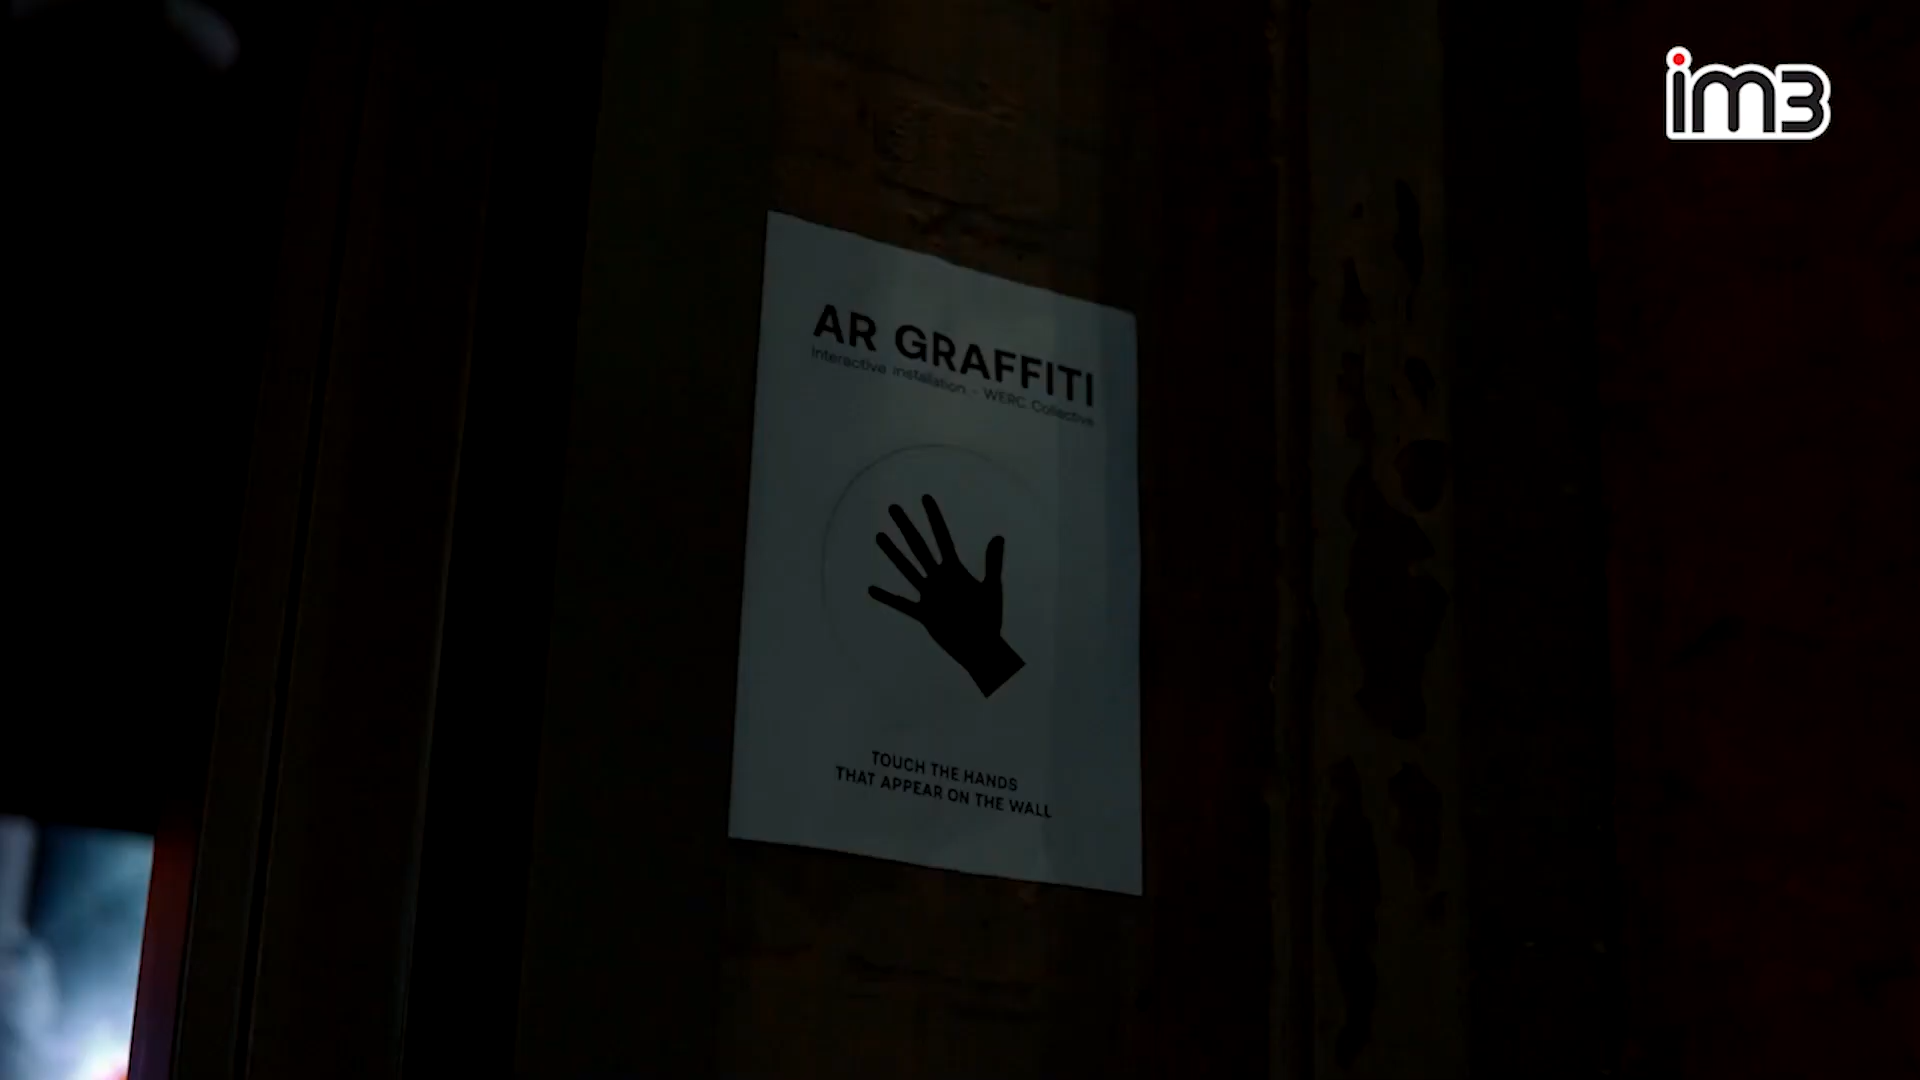 im3
AR GRAFFITI
Interactive installation - WERC Collective
TOUCH THE HANDS
THAT APPEAR ON THE WALL